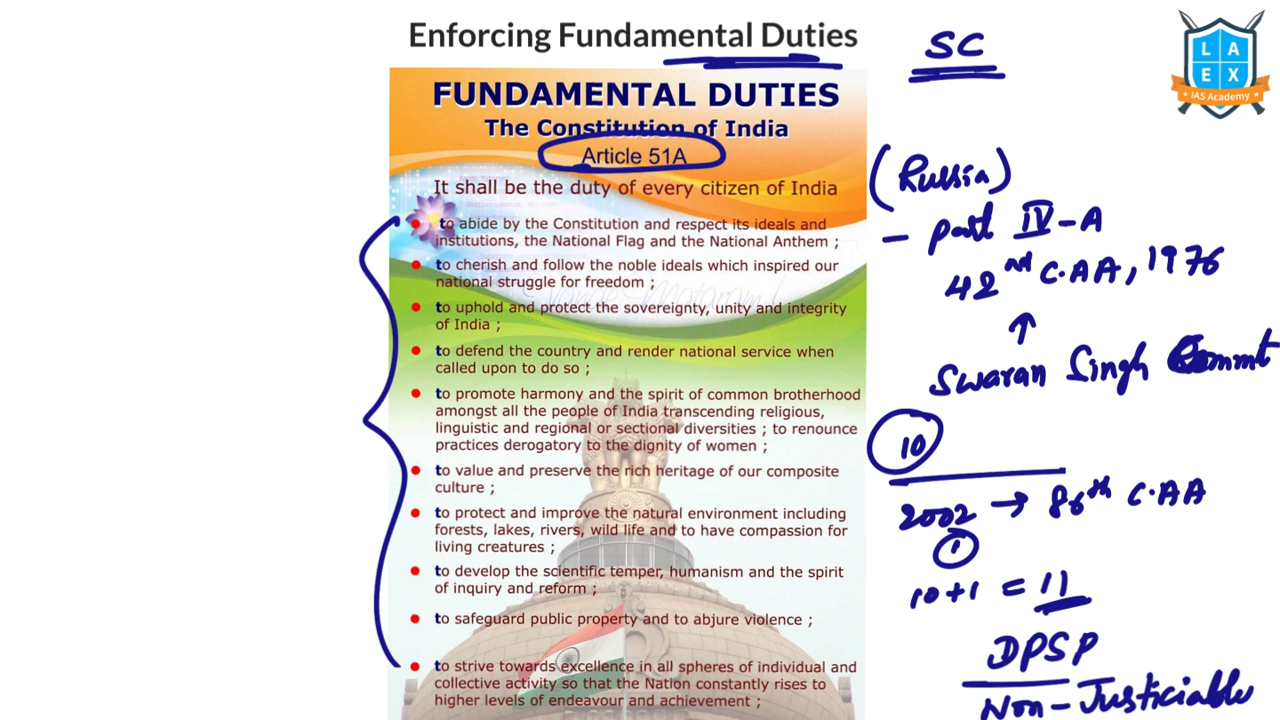 Enforcing Fundamental Duties
SC
L A
E X
IAS Academy
FUNDAMENTAL DUTIES
The Constitution of India
Article 51A
It shall be the duty of every citizen of India
to abide by the Constitution and respect its ideals and
institutions, the National Flag and the National Anthem ;
to cherish and follow the noble ideals which inspired our
national struggle for freedom ;
to uphold and protect the sovereignty, unity and integrity
of India ;
to defend the country and render national service when
called upon to do so ;
to promote harmony and the spirit of common brotherhood
amongst all the people of India transcending religious,
linguistic and regional or sectional diversities ; to renounce
practices derogatory to the dignity of women ;
to value and preserve the rich heritage of our composite
culture ;
to protect and improve the natural environment including
forests, lakes, rivers, wild life and to have compassion for
living creatures ;
to develop the scientific temper, humanism and the spirit
of inquiry and reform ;
to safeguard public property and to abjure violence ;
to strive towards excellence in all spheres of individual and
collective activity so that the Nation constantly rises to
higher levels of endeavour and achievement ;
(Russia)
- part IV-A
42nd C.AA, 1976
↑
Swaran Singh Commt
10
2002 → 86th C.AA
1
10+1 = 11
DPSP
Non-Justiciable